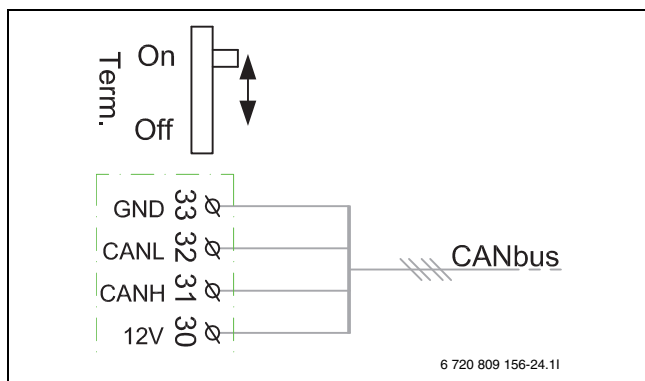 On
Term.
Off
GND 33
CANL 32
CANH 31
12V 30
CANbus
6 720 809 156-24.1I